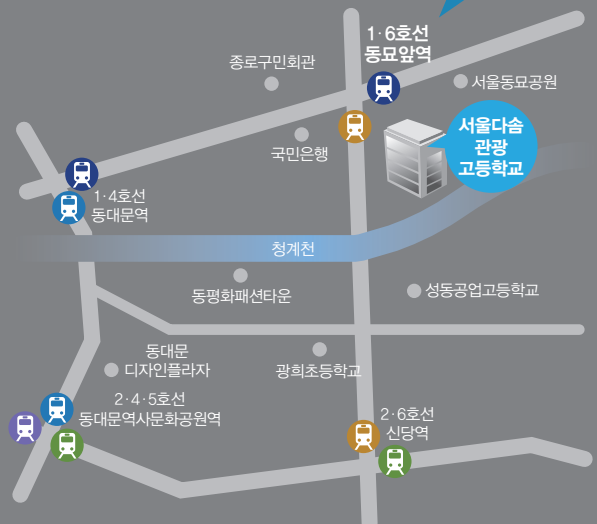 1·6호선
동묘앞역
종로구민회관
서울동묘공원
서울다솜
관광
고등학교
국민은행
1·4호선
동대문역
청계천
동평화패션타운
성동공업고등학교
동대문
디자인플라자
광희초등학교
2·4·5호선
동대문역사문화공원역
2·6호선
신당역